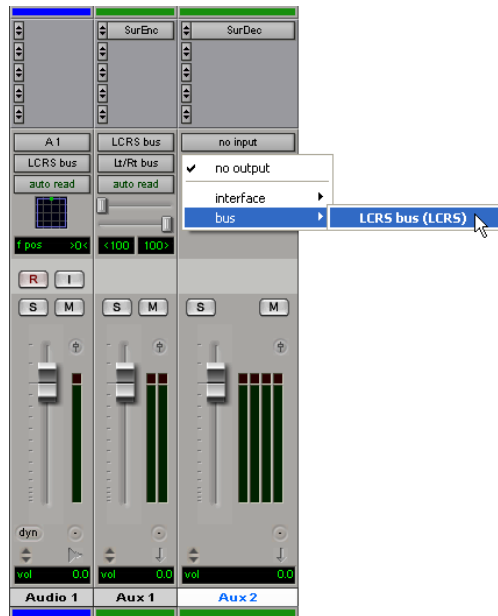 SurEnc SurDec
A 1 LCRS bus no input
LCRS bus Lt/Rt bus ✓ no output
auto read auto read interface
bus LCRS bus (LCRS)
f pos >0< <100 100>
R I
S M S M S M
dyn
vol 0.0 vol 0.0 vol 0.0
Audio 1 Aux 1 Aux 2